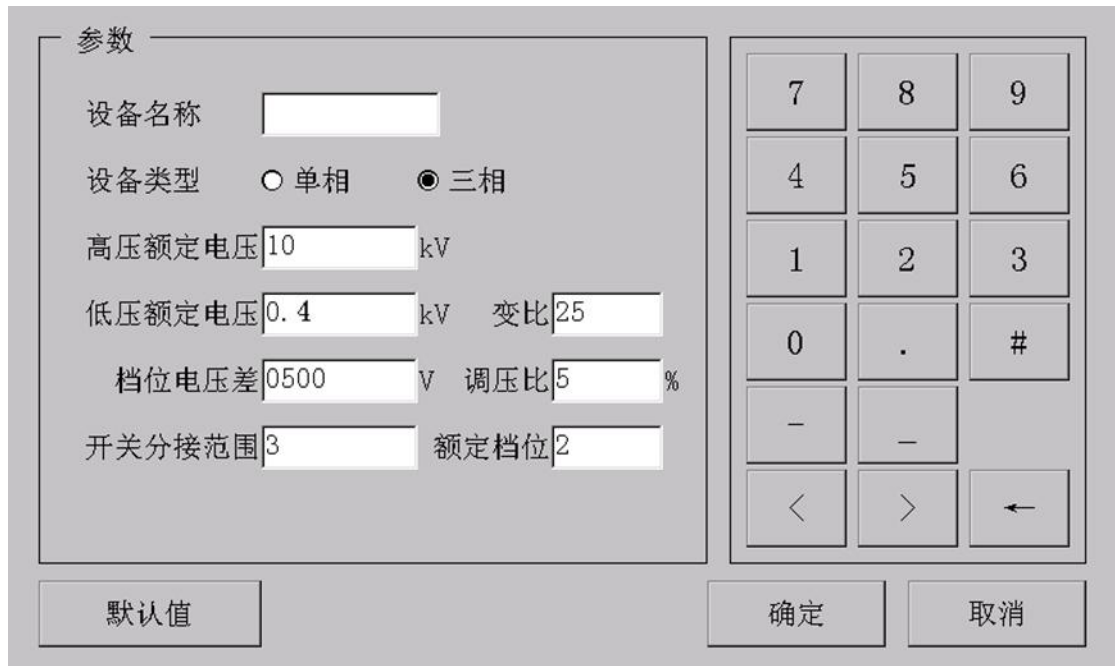 参数
设备名称
设备类型 单相 三相
高压额定电压 10 kV
低压额定电压 0.4 kV 变比 25
档位电压差 0500 V 调压比 5 %
开关分接范围 3 额定档位 2
7 8 9
4 5 6
1 2 3
0 . #
- _
< > ←
默认值 确定 取消